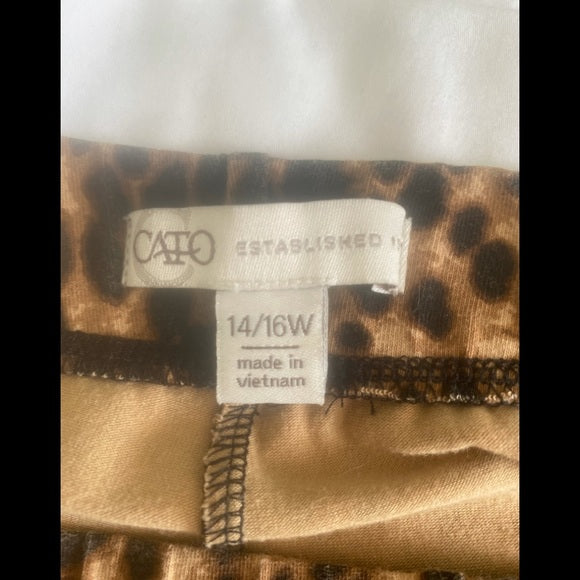 CATO ESTABLISHED
14/16W
made in
vietnam